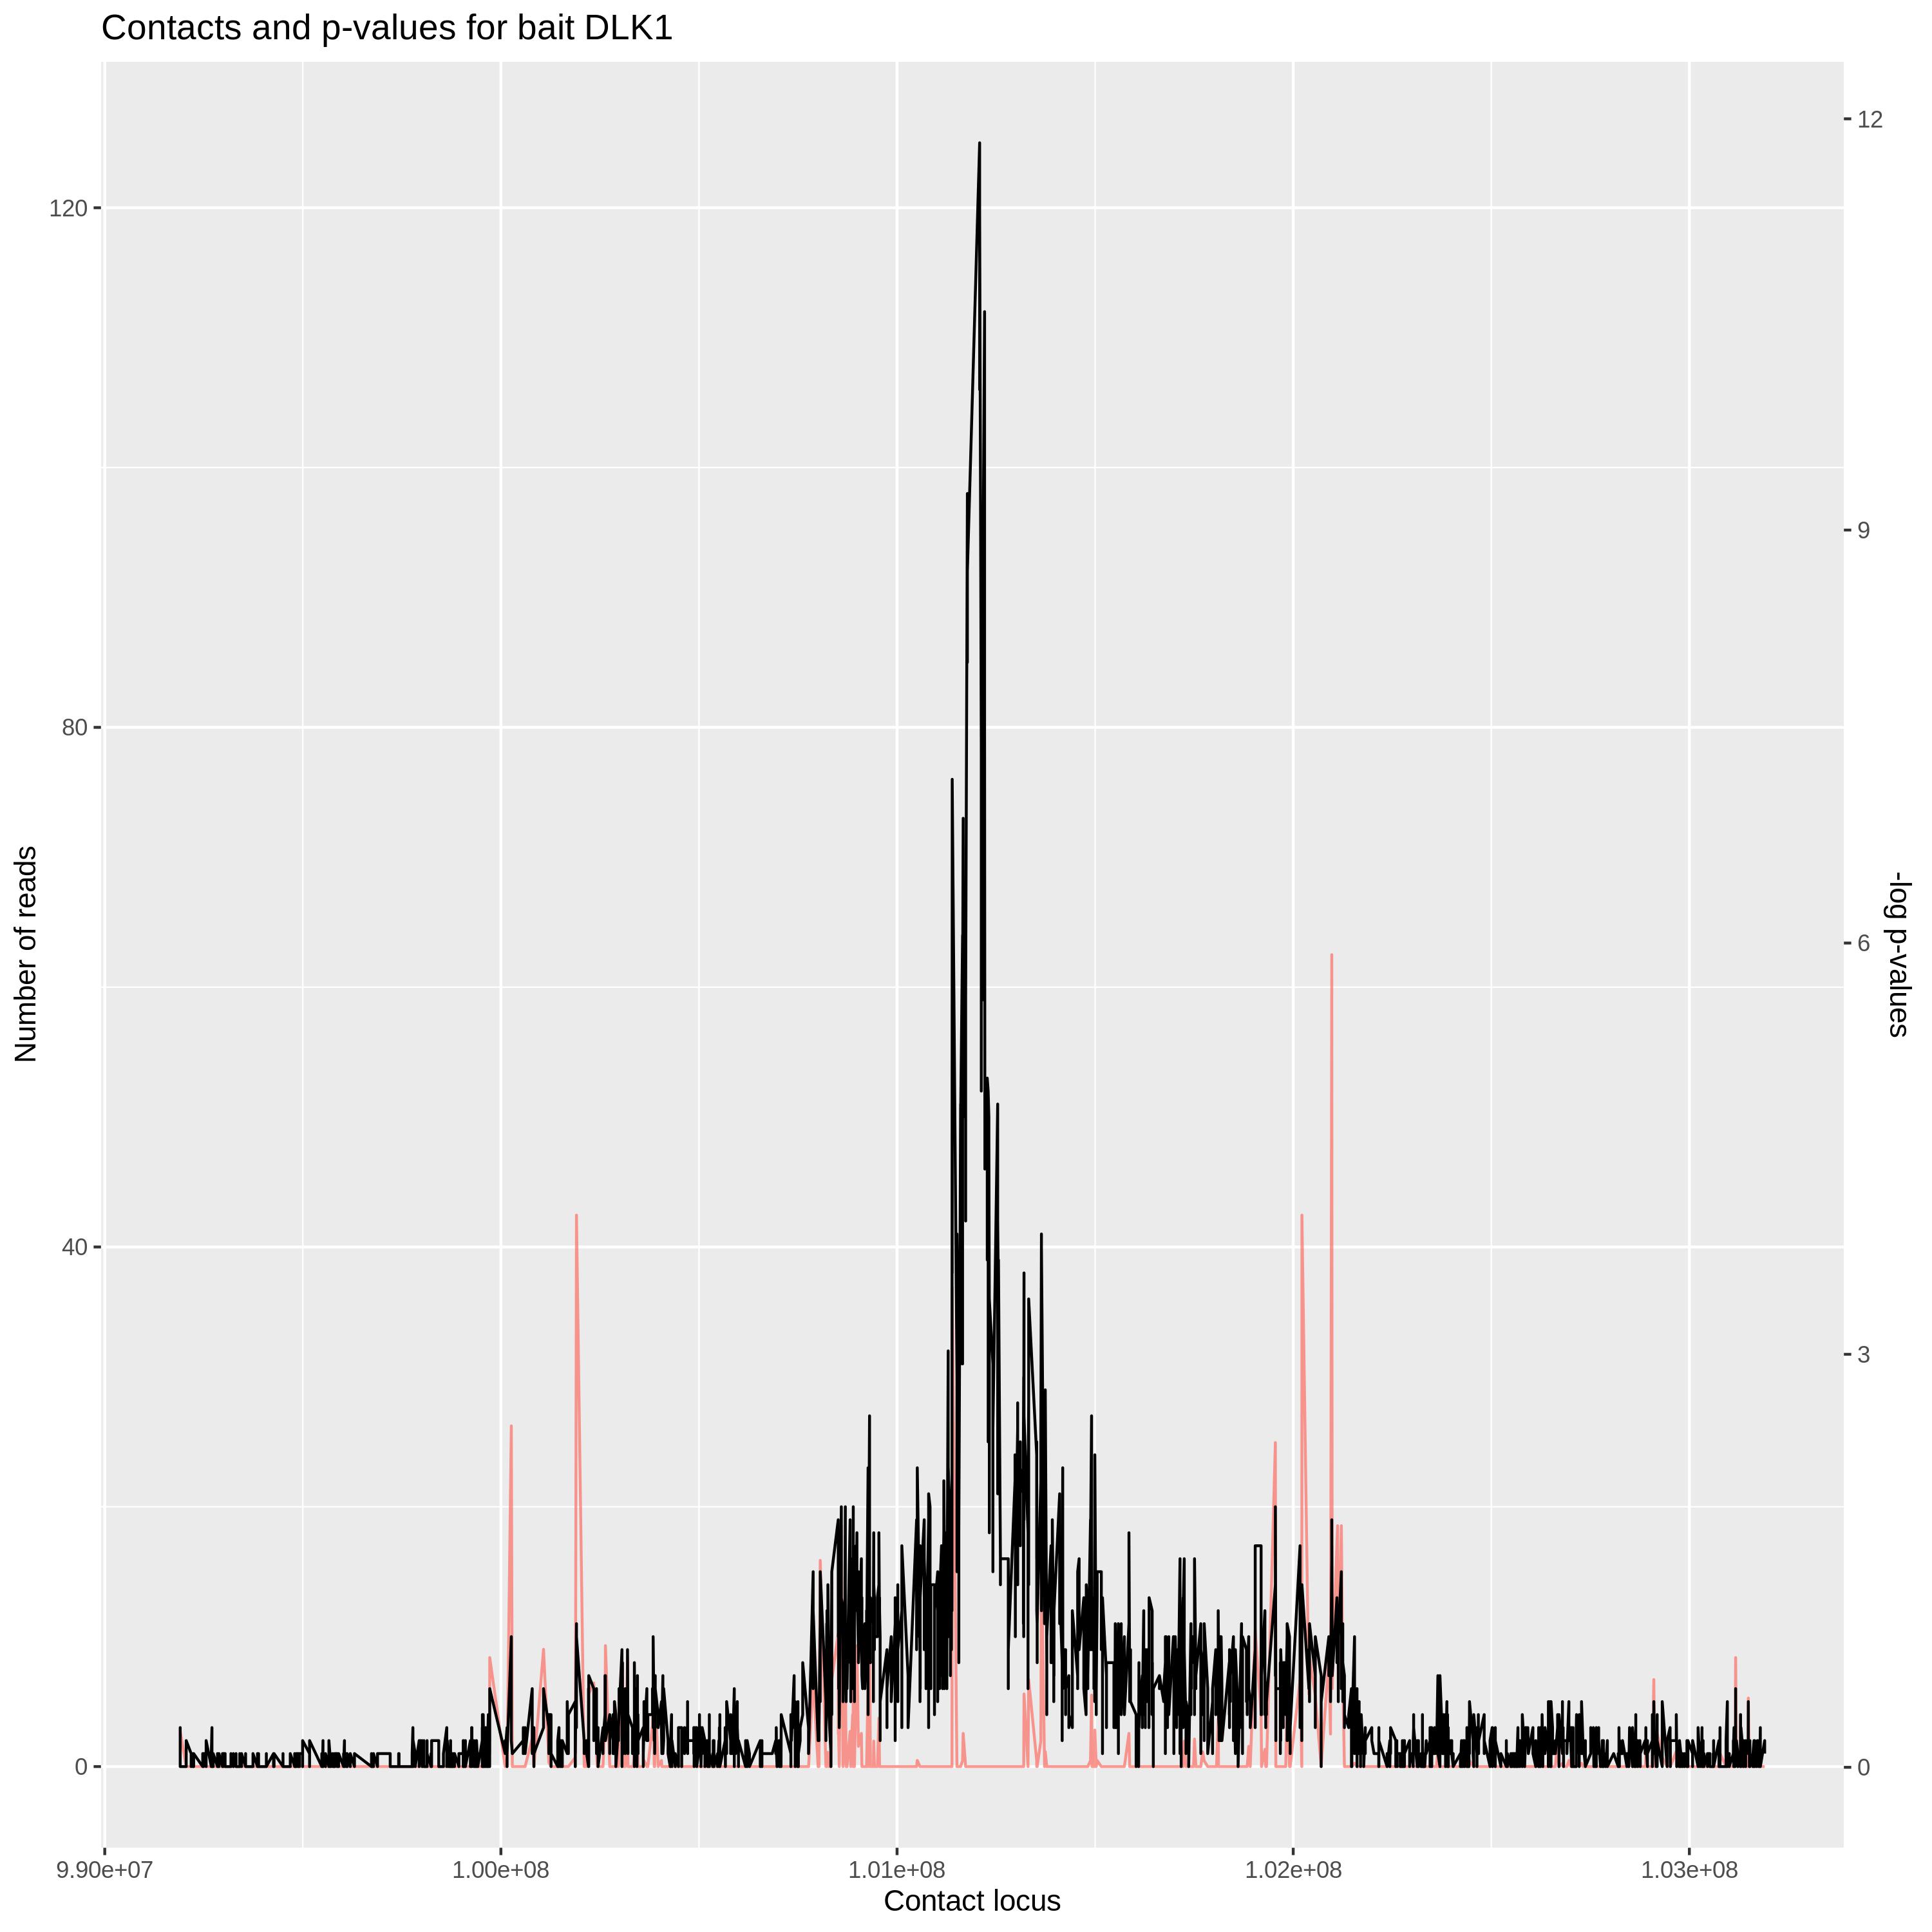 Contacts and p-values for bait DLK1
120
80
40
0
12
9
6
3
0
Number of reads
-log p-values
9.90e+07 1.00e+08 1.01e+08 1.02e+08 1.03e+08
Contact locus